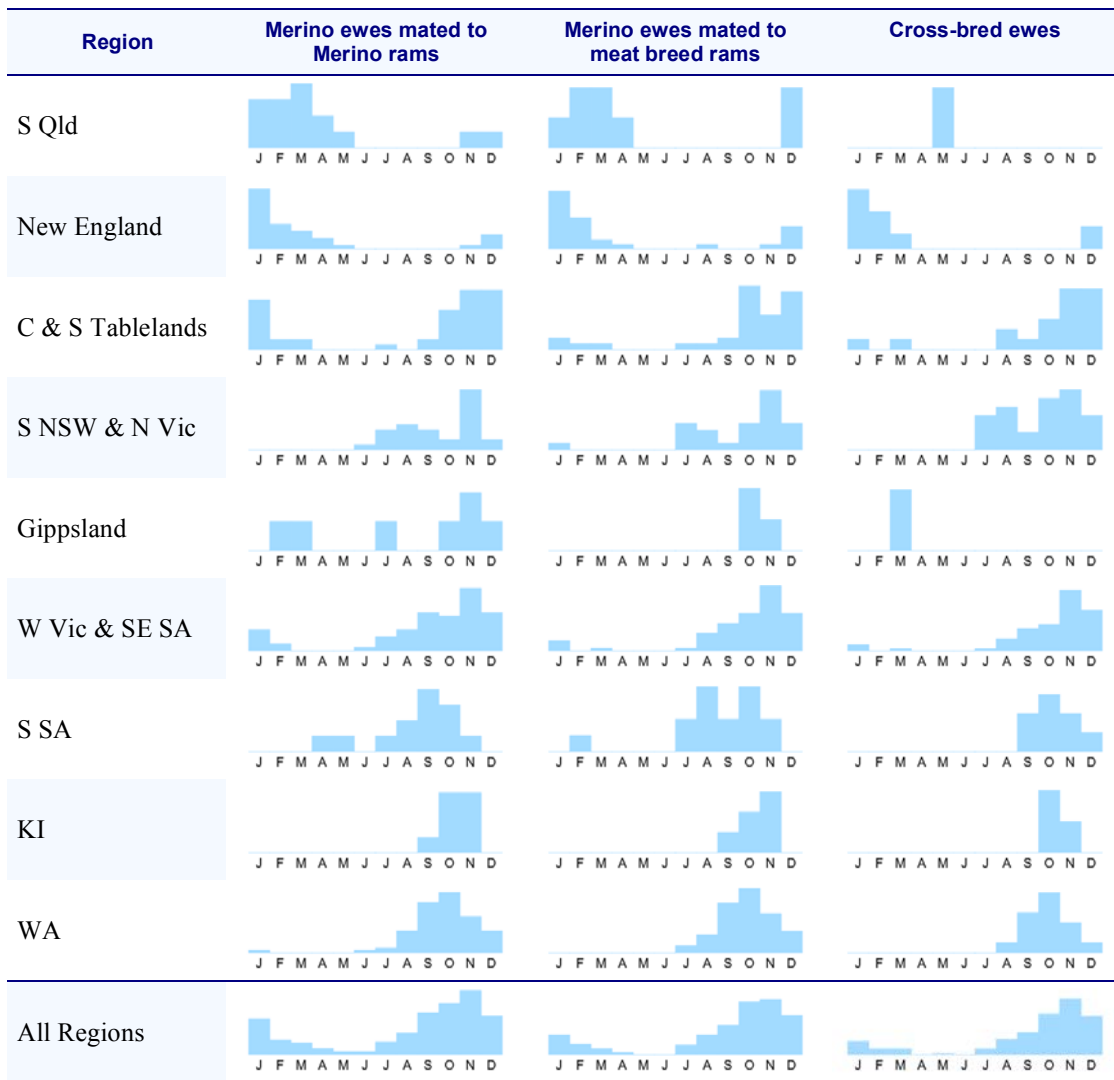 Region
Merino ewes mated to Merino rams
Merino ewes mated to meat breed rams
Cross-bred ewes
S Qld
J F M A M J J A S O N D
J F M A M J J A S O N D
J F M A M J J A S O N D
New England
J F M A M J J A S O N D
J F M A M J J A S O N D
J F M A M J J A S O N D
C & S Tablelands
J F M A M J J A S O N D
J F M A M J J A S O N D
J F M A M J J A S O N D
S NSW & N Vic
J F M A M J J A S O N D
J F M A M J J A S O N D
J F M A M J J A S O N D
Gippsland
J F M A M J J A S O N D
J F M A M J J A S O N D
J F M A M J J A S O N D
W Vic & SE SA
J F M A M J J A S O N D
J F M A M J J A S O N D
J F M A M J J A S O N D
S SA
J F M A M J J A S O N D
J F M A M J J A S O N D
J F M A M J J A S O N D
KI
J F M A M J J A S O N D
J F M A M J J A S O N D
J F M A M J J A S O N D
WA
J F M A M J J A S O N D
J F M A M J J A S O N D
J F M A M J J A S O N D
All Regions
J F M A M J J A S O N D
J F M A M J J A S O N D
J F M A M J J A S O N D